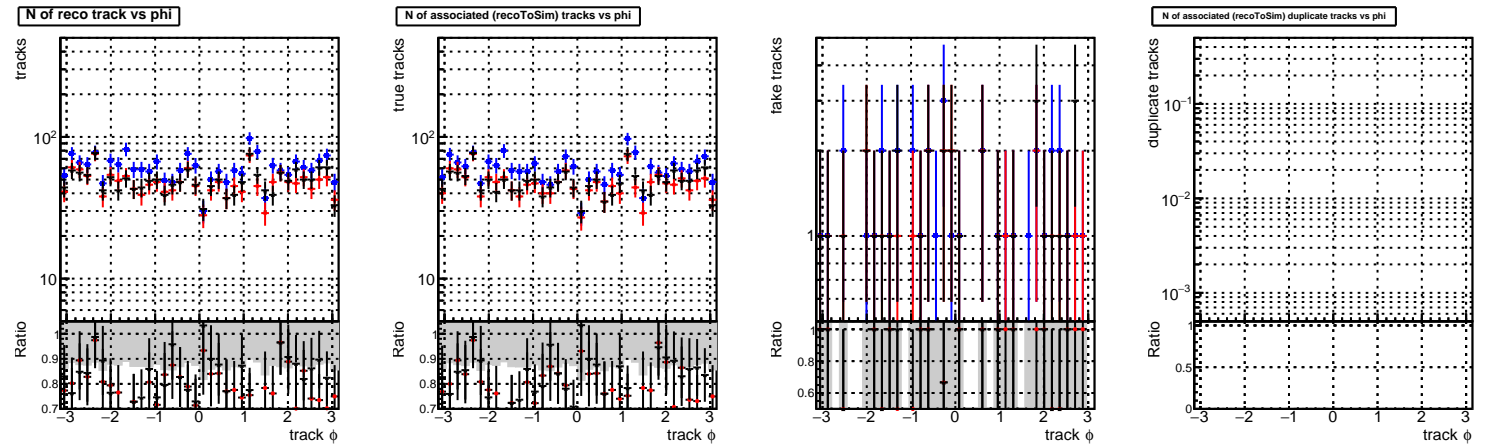 N of reco track vs phi
tracks
10²
10
Ratio
1
0.9
0.8
0.7
−3 −2 −1 0 1 2 3
track ϕ
N of associated (recoToSim) tracks vs phi
true tracks
10²
10
Ratio
1
0.9
0.8
0.7
−3 −2 −1 0 1 2 3
track ϕ
fake tracks
1
Ratio
1
0.8
0.6
−3 −2 −1 0 1 2 3
track ϕ
N of associated (recoToSim) duplicate tracks vs phi
duplicate tracks
10⁻¹
10⁻²
10⁻³
Ratio
1
0.5
0
−3 −2 −1 0 1 2 3
track ϕ